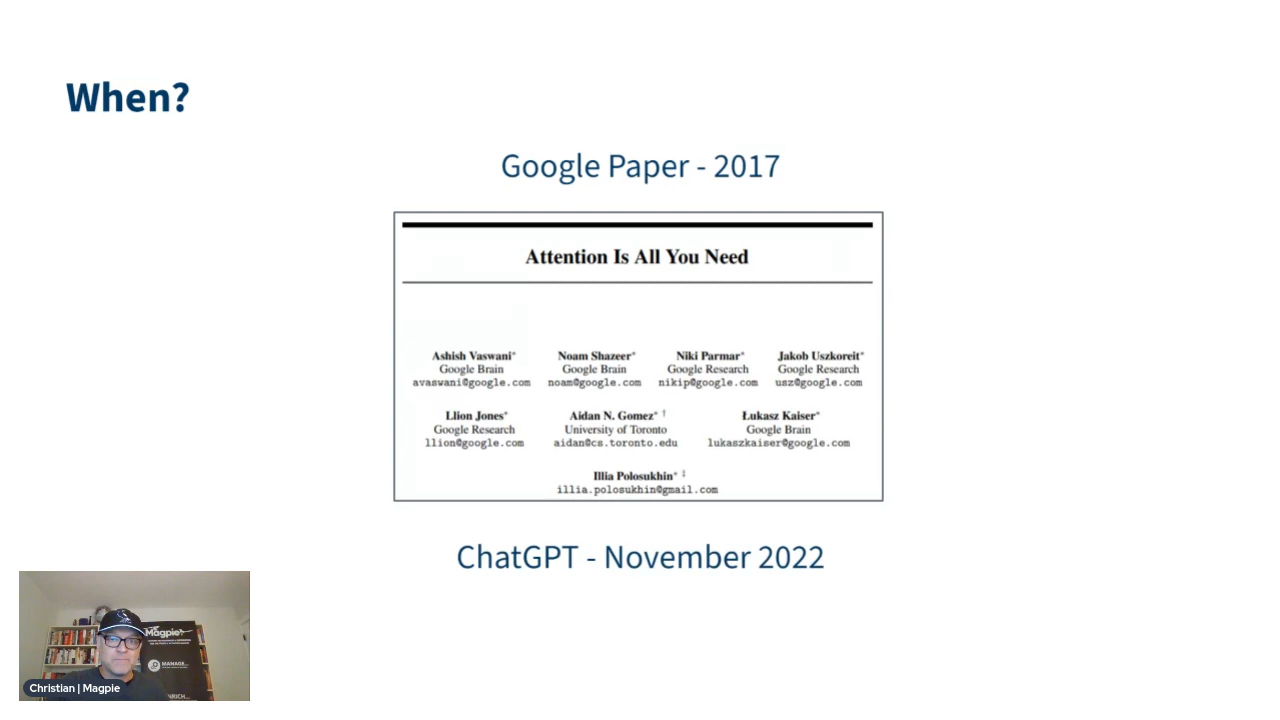 When?
Google Paper - 2017
Attention Is All You Need
Ashish Vaswani* Noam Shazeer* Niki Parmar* Jakob Uszkoreit*
Google Brain Google Brain Google Research Google Research
avaswani@google.com noam@google.com nikip@google.com usz@google.com
Llion Jones* Aidan N. Gomez* † Łukasz Kaiser*
Google Research University of Toronto Google Brain
llion@google.com aidan@cs.toronto.edu lukaszkaiser@google.com
Illia Polosukhin* ‡
illia.polosukhin@gmail.com
ChatGPT - November 2022
Magpie
MANAGE
Christian | Magpie